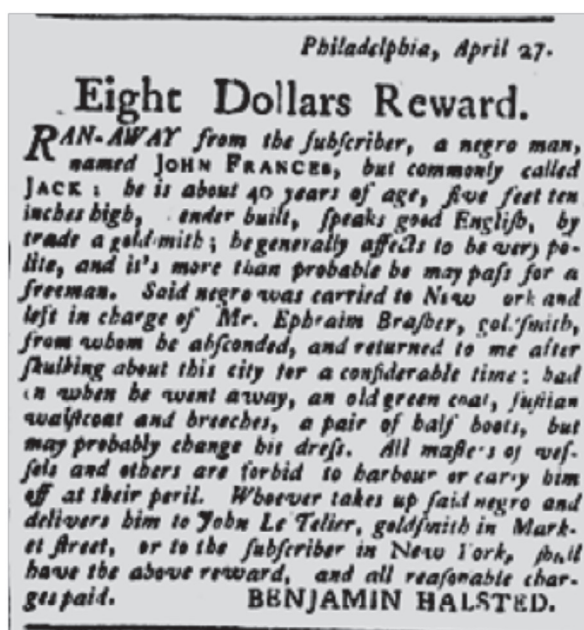 Philadelphia, April 27.
Eight Dollars Reward.
RAN-AWAY from the ſubſcriber, a negro man,
named JOHN FRANCES, but commonly called
JACK: he is about 40 years of age, five feet ten
inches high, ender built, ſpeaks good Engliſh, by
trade a goldſmith; he generally affects to be very po-
lite, and it's more than probable he may paſs for a
freeman. Said negro was carried to New ork and
left in charge of Mr. Ephraim Braſher, goldſmith,
from whom he abſconded, and returned to me after
ſkulking about this city for a conſiderable time: had
on when he went away, an old green coat, fuſtian
waiſtcoat and breeches, a pair of half boots, but
may probably change his dreſs. All maſters of veſ-
ſels and others are forbid to harbour or carry him
off at their peril. Whoever takes up ſaid negro and
delivers him to John Le Telier, goldſmith in Mark-
et ſtreet, or to the ſubſcriber in New York, ſhall
have the above reward, and all reaſonable char-
ges paid. BENJAMIN HALSTED.